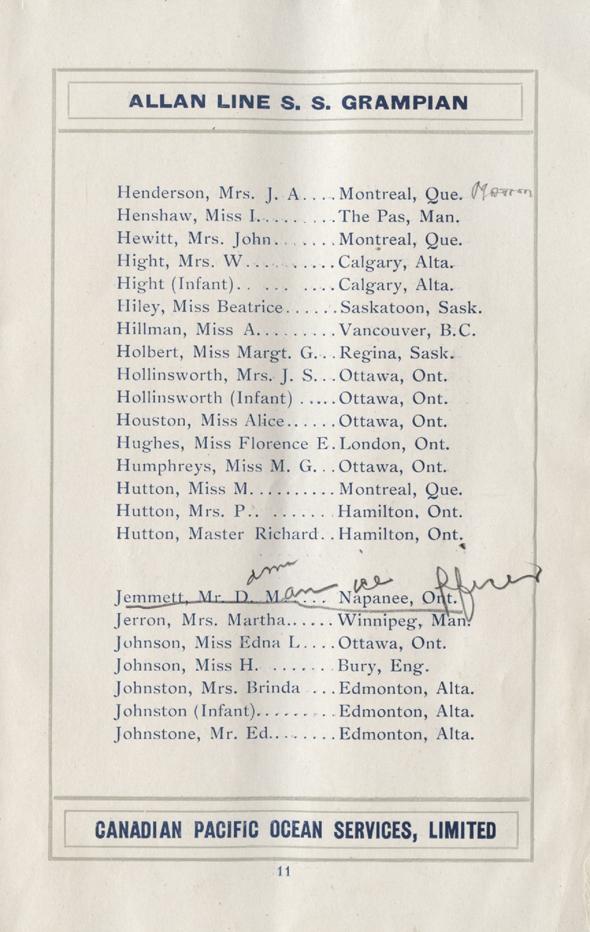 ALLAN LINE S. S. GRAMPIAN
Henderson, Mrs. J. A.... Montreal, Que.
Henshaw, Miss I......... The Pas, Man.
Hewitt, Mrs. John....... Montreal, Que.
Hight, Mrs. W.......... Calgary, Alta.
Hight (Infant).. ... ..... Calgary, Alta.
Hiley, Miss Beatrice...... Saskatoon, Sask.
Hillman, Miss A......... Vancouver, B.C.
Holbert, Miss Margt. G... Regina, Sask.
Hollinsworth, Mrs. J. S... Ottawa, Ont.
Hollinsworth (Infant) ..... Ottawa, Ont.
Houston, Miss Alice...... Ottawa, Ont.
Hughes, Miss Florence E. London, Ont.
Humphreys, Miss M. G... Ottawa, Ont.
Hutton, Miss M.......... Montreal, Que.
Hutton, Mrs. P.. ....... Hamilton, Ont.
Hutton, Master Richard.. Hamilton, Ont.
Jemmett, Mr. D. M..... Napanee, Ont.
Jerron, Mrs. Martha...... Winnipeg, Man.
Johnson, Miss Edna L.... Ottawa, Ont.
Johnson, Miss H. ....... Bury, Eng.
Johnston, Mrs. Brinda ... Edmonton, Alta.
Johnston (Infant)......... Edmonton, Alta.
Johnstone, Mr. Ed........ Edmonton, Alta.
CANADIAN PACIFIC OCEAN SERVICES, LIMITED
11